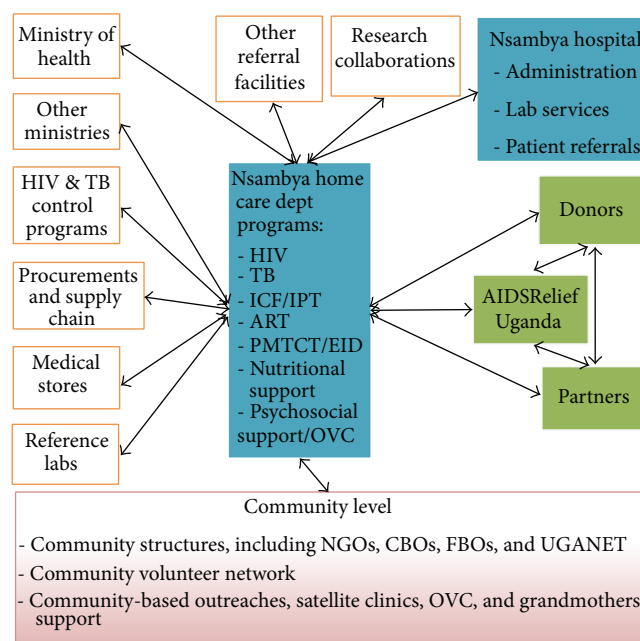 Ministry of
health
Other
referral
facilities
Research
collaborations
Nsambya hospital
- Administration
- Lab services
- Patient referrals
Other
ministries
HIV & TB
control
programs
Procurements
and supply
chain
Medical
stores
Reference
labs
Nsambya home
care dept
programs:
- HIV
- TB
- ICF/IPT
- ART
- PMTCT/EID
- Nutritional
support
- Psychosocial
support/OVC
Donors
AIDSRelief
Uganda
Partners
Community level
- Community structures, including NGOs, CBOs, FBOs, and UGANET
- Community volunteer network
- Community-based outreaches, satellite clinics, OVC, and grandmothers
support